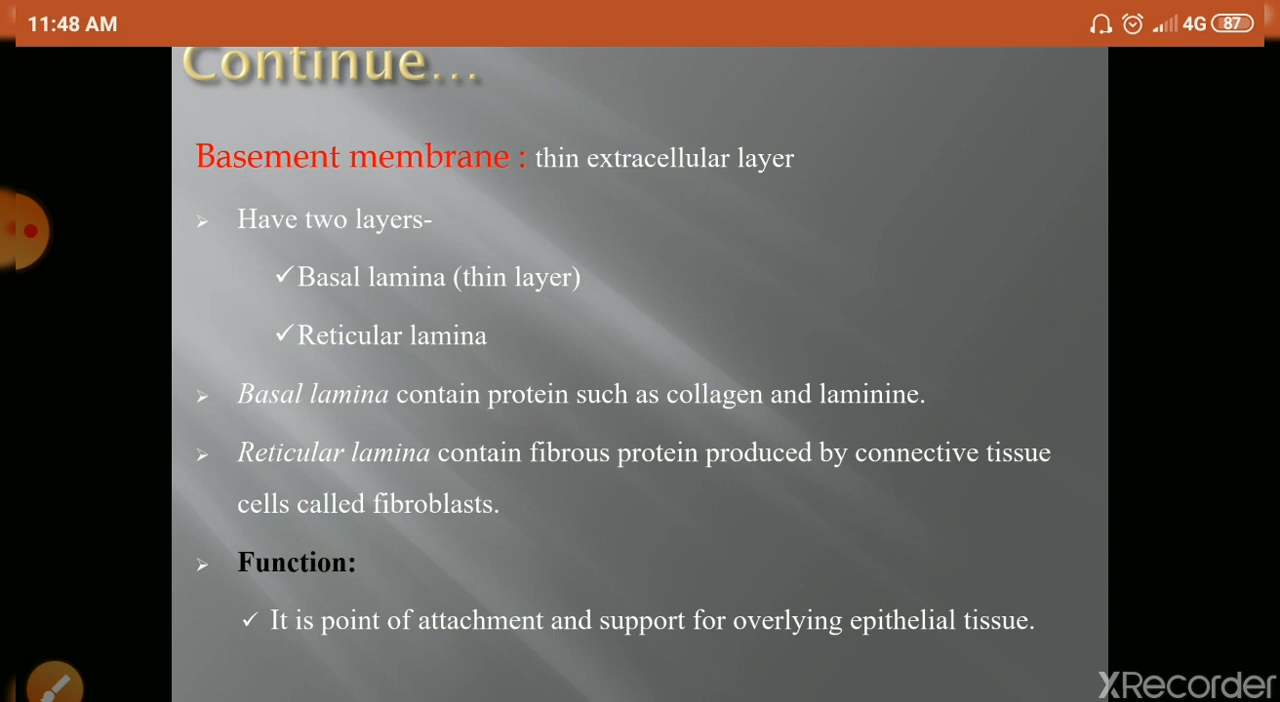 11:48 AM
4G 87
Continue...
Basement membrane : thin extracellular layer
Have two layers-
Basal lamina (thin layer)
Reticular lamina
Basal lamina contain protein such as collagen and laminine.
Reticular lamina contain fibrous protein produced by connective tissue
cells called fibroblasts.
Function:
It is point of attachment and support for overlying epithelial tissue.
XRecorder